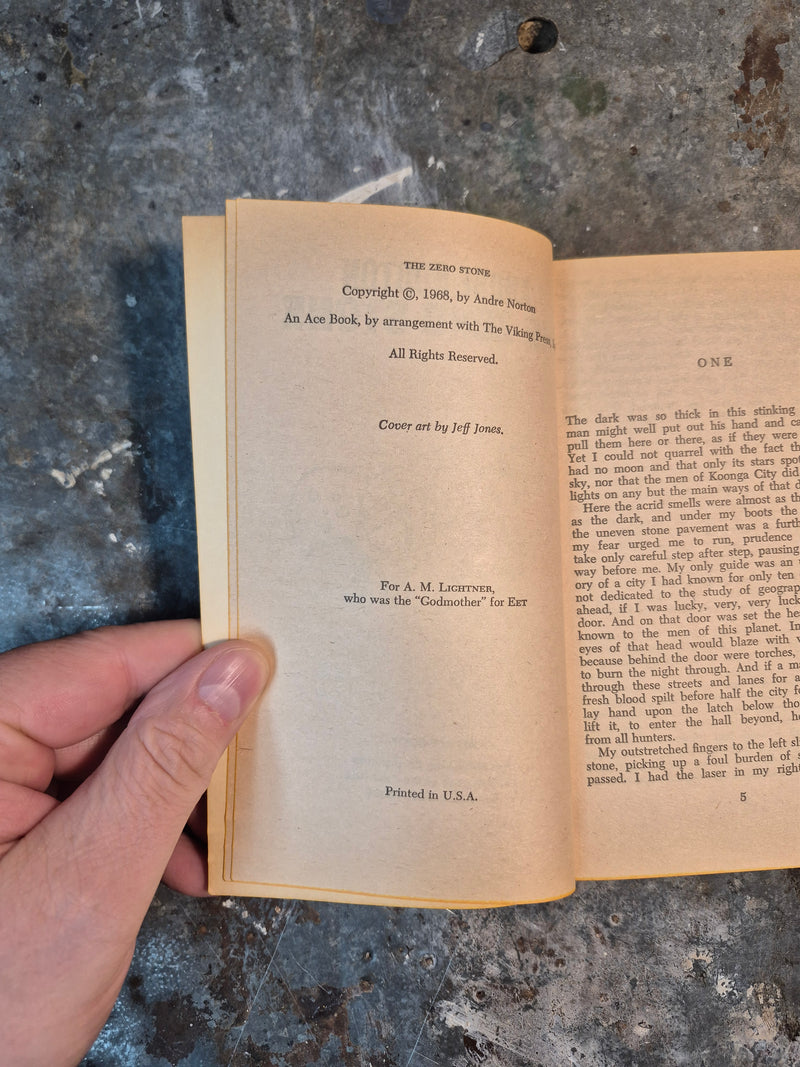 THE ZERO STONE
Copyright ©, 1968, by Andre Norton
An Ace Book, by arrangement with The Viking Press,
All Rights Reserved.
Cover art by Jeff Jones.
For A. M. LIGHTNER,
who was the "Godmother" for EET
Printed in U.S.A.
ONE
The dark was so thick in this stinking
man might well put out his hand and
pull them here or there, as if they were
Yet I could not quarrel with the fact
had no moon and that only its stars
sky, nor that the men of Koonga City did
lights on any but the main ways of that
Here the acrid smells were almost as
as the dark, and under my boots the
the uneven stone pavement was a
my fear urged me to run, prudence
take only careful step after step, pausing
way before me. My only guide was an
ory of a city I had known for only ten
not dedicated to the study of
ahead, if I was lucky, very, very
door. And on that door was set the
known to the men of this planet. In
eyes of that head would blaze with
because behind the door were torches,
to burn the night through. And if a
through these streets and lanes for
fresh blood spilt before half the city
lay hand upon the latch below
lift it, to enter the hall beyond,
from all hunters.
My outstretched fingers to the left
stone, picking up a foul burden of
passed. I had the laser in my right
5